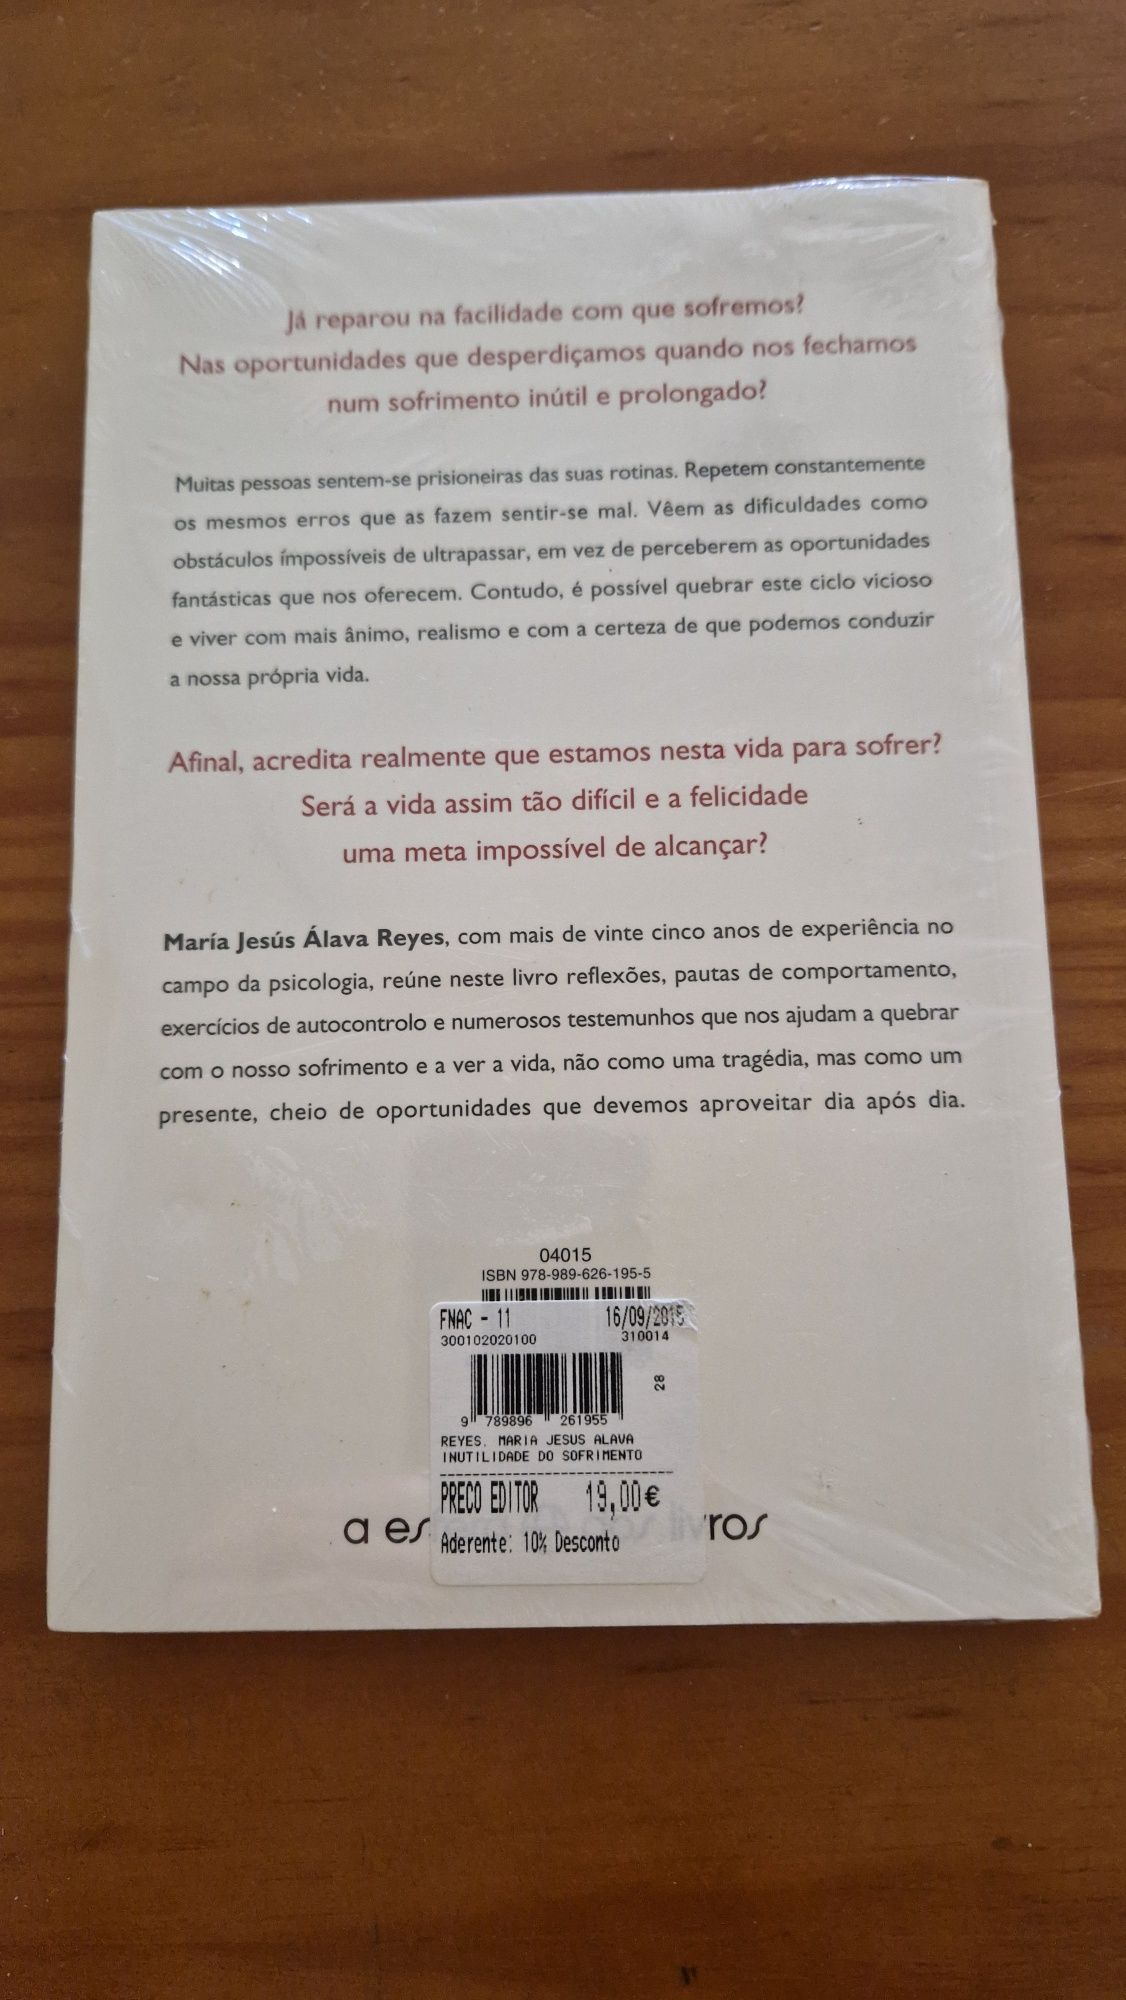 Já reparou na facilidade com que sofremos?
Nas oportunidades que desperdiçamos quando nos fechamos
num sofrimento inútil e prolongado?
Muitas pessoas sentem-se prisioneiras das suas rotinas. Repetem constantemente
os mesmos erros que as fazem sentir-se mal. Vêem as dificuldades como
obstáculos impossíveis de ultrapassar, em vez de perceberem as oportunidades
fantásticas que nos oferecem. Contudo, é possível quebrar este ciclo vicioso
e viver com mais ânimo, realismo e com a certeza de que podemos conduzir
a nossa própria vida.
Afinal, acredita realmente que estamos nesta vida para sofrer?
Será a vida assim tão difícil e a felicidade
uma meta impossível de alcançar?
María Jesús Álava Reyes, com mais de vinte cinco anos de experiência no
campo da psicologia, reúne neste livro reflexões, pautas de comportamento,
exercícios de autocontrolo e numerosos testemunhos que nos ajudam a quebrar
com o nosso sofrimento e a ver a vida, não como uma tragédia, mas como um
presente, cheio de oportunidades que devemos aproveitar dia após dia.
04015
ISBN 978-989-626-195-5
FNAC - 11 16/09/2015
300102020100 310014
28
9 789896 261955
REYES. MARIA JESUS ALAVA
INUTILIDADE DO SOFRIMENTO
PRECO EDITOR 19,00€
a es ros
Aderente: 10% Desconto